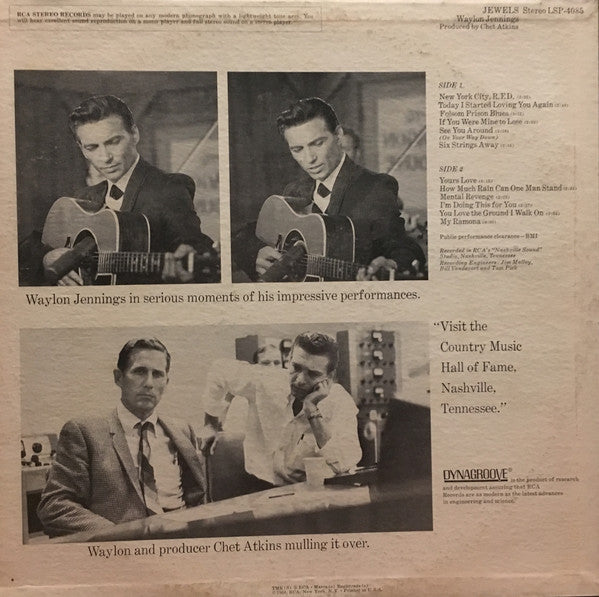 RCA STEREO RECORDS may be played on any modern phonograph with a lightweight tone arm. You
will hear excellent sound reproduction on a mono player and full stereo sound on a stereo player.
JEWELS Stereo LSP-4085
Waylon Jennings
Produced by Chet Atkins
SIDE 1
New York City, R.F.D.
Today I Started Loving You Again
Folsom Prison Blues
If You Were Mine to Lose
See You Around
(On Your Way Down)
Six Strings Away
SIDE 2
Yours Love
How Much Rain Can One Man Stand
Mental Revenge
I'm Doing This for You
You Love the Ground I Walk On
My Ramona
Public performance clearance—BMI
Recorded in RCA's "Nashville Sound"
Studio, Nashville, Tennessee
Recording Engineers: Jim Malloy,
Bill Vandevort and Tom Pick
Waylon Jennings in serious moments of his impressive performances.
"Visit the
Country Music
Hall of Fame,
Nashville,
Tennessee."
DYNAGROOVE® is the product of research
and development assuring that RCA
Records are as modern as the latest advances
in engineering and science.
Waylon and producer Chet Atkins mulling it over.
RCA, New York, N.Y. • Printed in U.S.A.